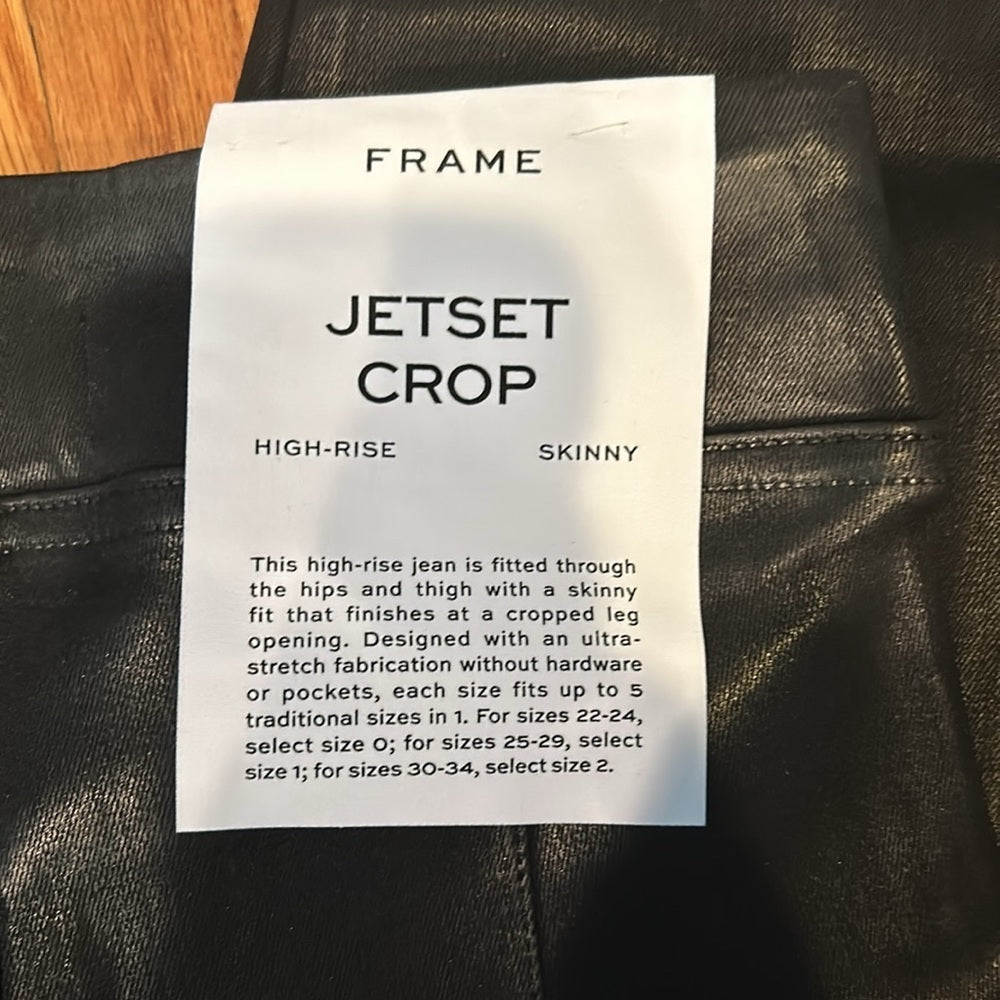 FRAME
JETSET
CROP
HIGH-RISE SKINNY
This high-rise jean is fitted through
the hips and thigh with a skinny
fit that finishes at a cropped leg
opening. Designed with an ultra-
stretch fabrication without hardware
or pockets, each size fits up to 5
traditional sizes in 1. For sizes 22-24,
select size 0; for sizes 25-29, select
size 1; for sizes 30-34, select size 2.